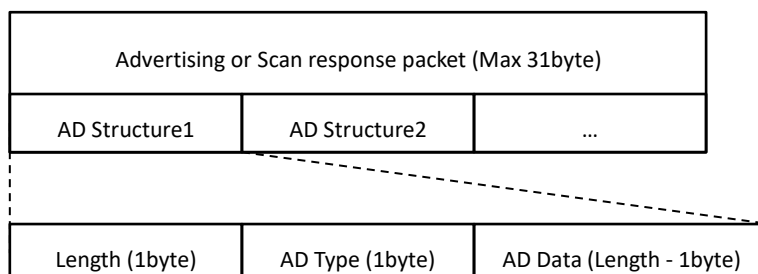 Advertising or Scan response packet (Max 31byte)
AD Structure1
AD Structure2
...
Length (1byte)
AD Type (1byte)
AD Data (Length - 1byte)